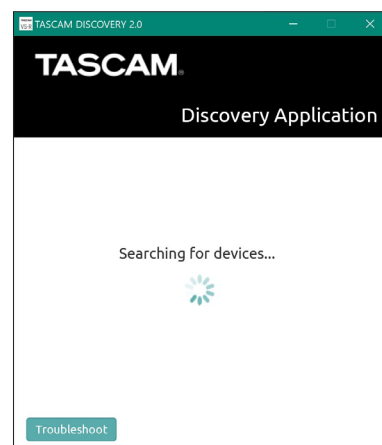 TASCAM DISCOVERY 2.0
TASCAM.
Discovery Application
Searching for devices...
Troubleshoot